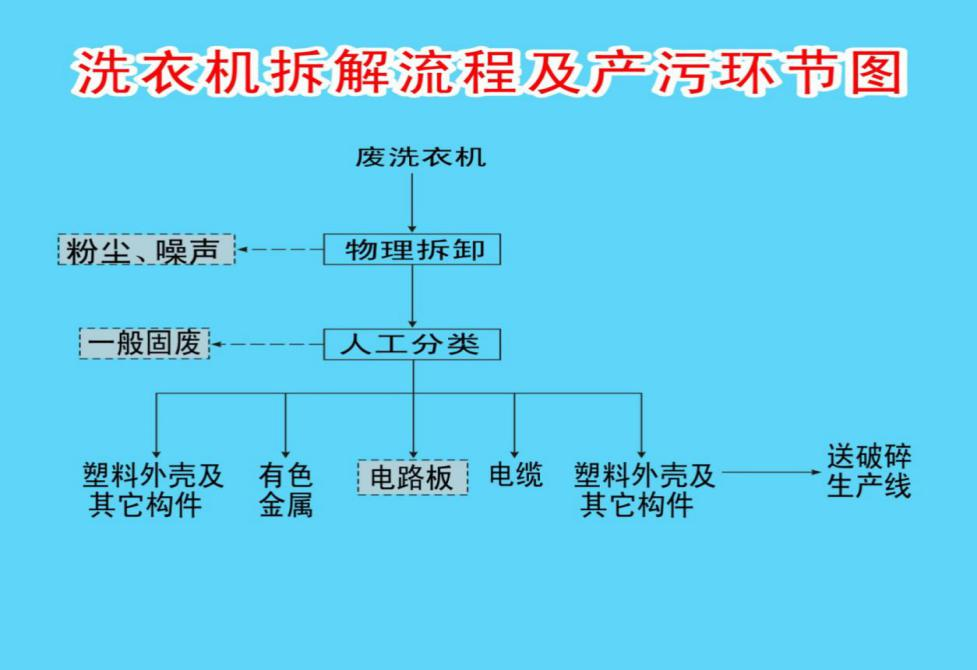 洗衣机拆解流程及产污环节图
废洗衣机
粉尘、噪声
物理拆卸
一般固废
人工分类
塑料外壳及
其它构件
有色
金属
电路板
电缆
塑料外壳及
其它构件
送破碎
生产线